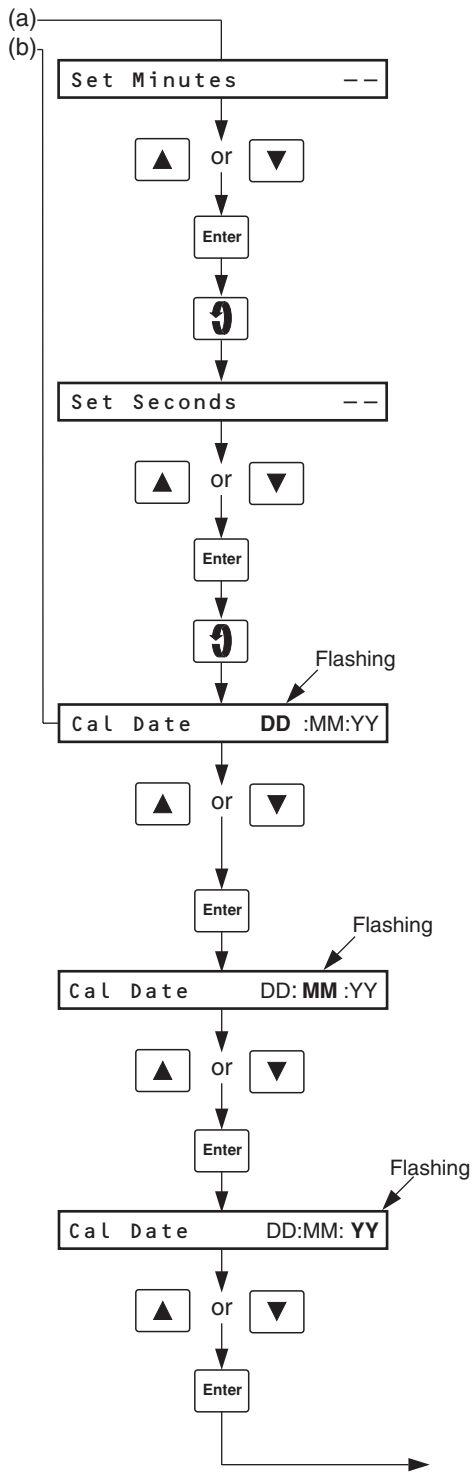 (a)
(b)
Set Minutes – –
or
Enter
Set Seconds – –
or
Enter
Flashing
Cal Date DD :MM:YY
or
Enter
Flashing
Cal Date DD: MM :YY
or
Enter
Flashing
Cal Date DD:MM: YY
or
Enter